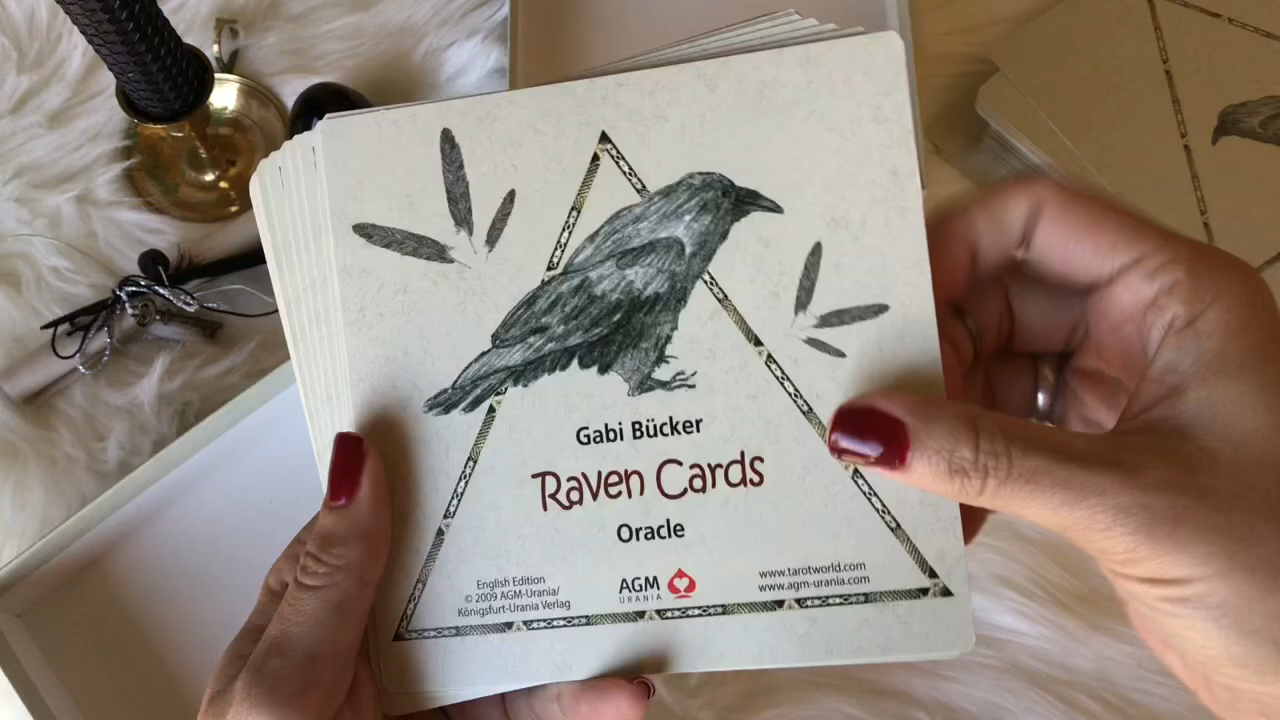 Gabi Bücker
Raven Cards
Oracle
English Edition
© 2009 AGM-Urania/
Königsfurt-Urania Verlag
AGM
URANIA
www.tarotworld.com
www.agm-urania.com